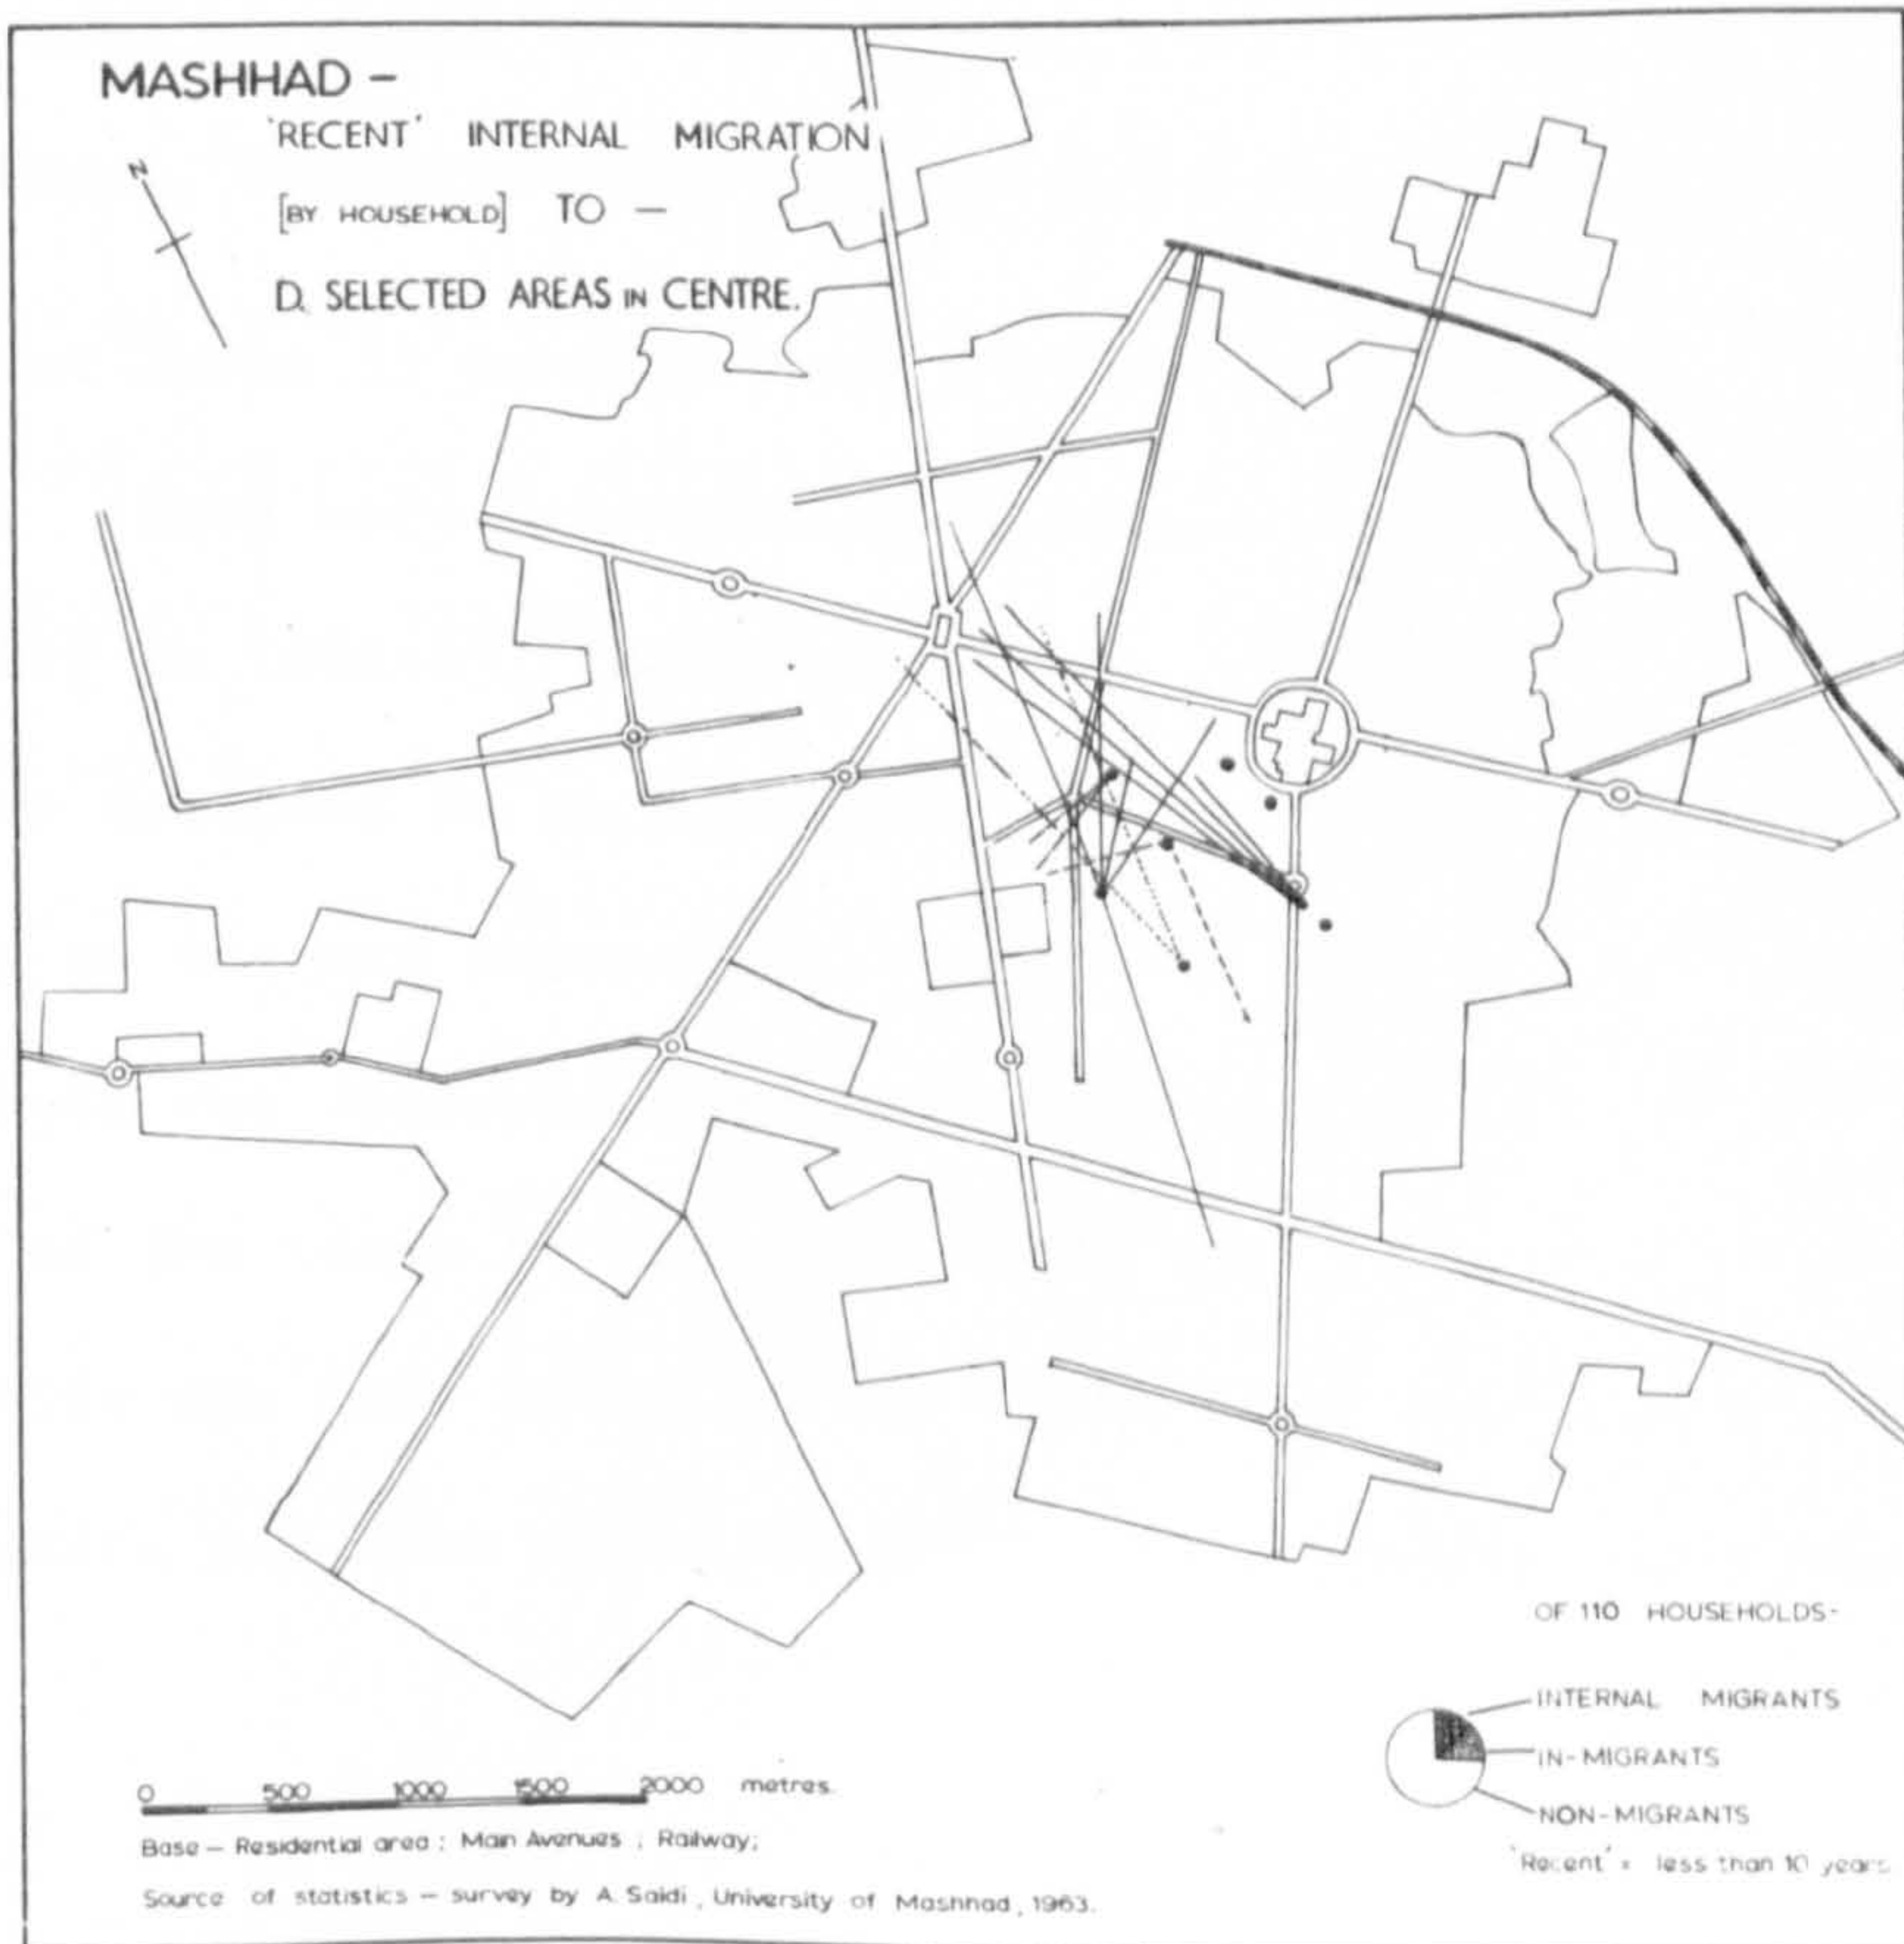 MASHHAD –
'RECENT' INTERNAL MIGRATION
[BY HOUSEHOLD] TO –
D. SELECTED AREAS IN CENTRE.
N
OF 110 HOUSEHOLDS-
INTERNAL MIGRANTS
IN-MIGRANTS
NON-MIGRANTS
'Recent' = less than 10 years
0 500 1000 1500 2000 metres.
Base – Residential area ; Main Avenues ; Railway;
Source of statistics – survey by A. Saidi , University of Mashhad , 1963.